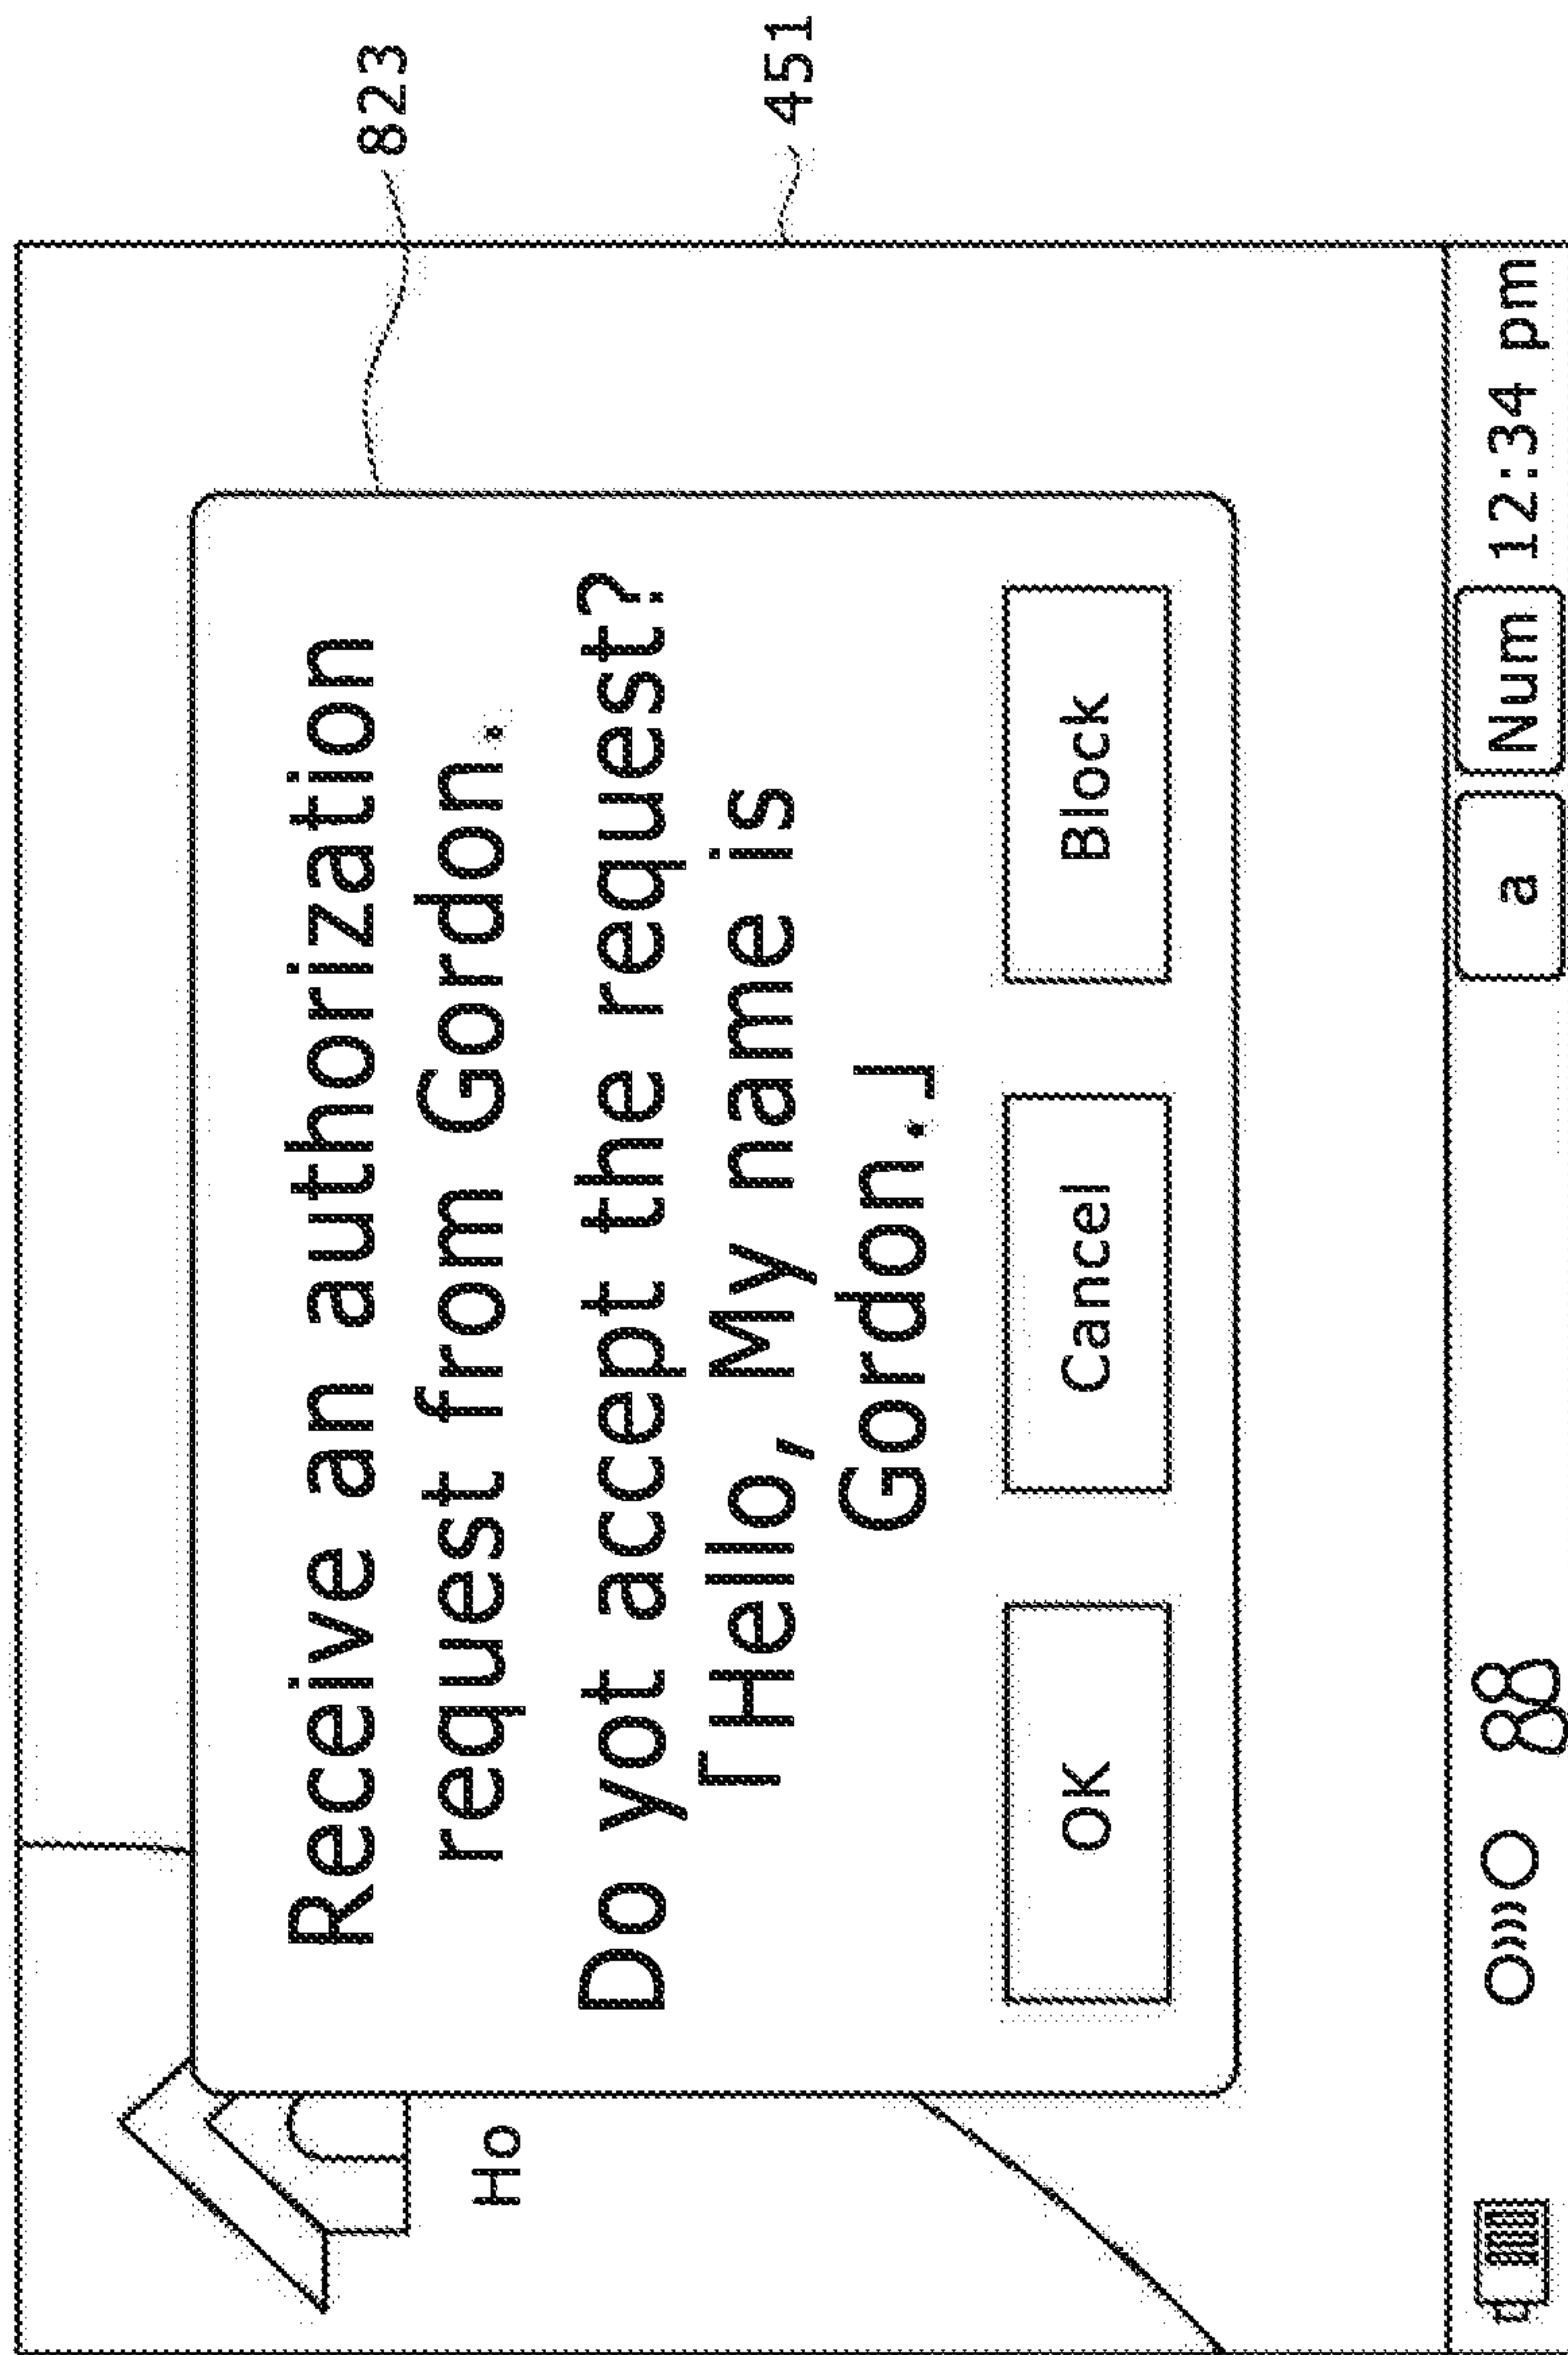 823
451
Receive an authorization
request from Gordon.
Do yot accept the request?
「Hello, My name is
Gordon.」
OK Cancel Block
Ho
a Num 12:34 pm